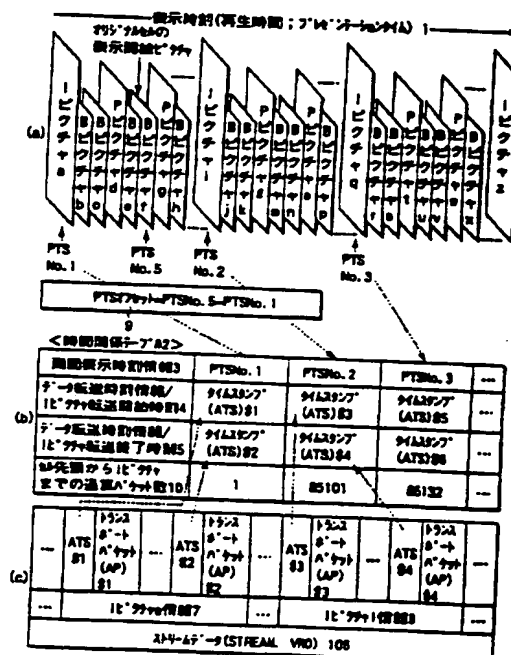 表示時刻(再生時間;プレゼンテーションタイム) 1
オリジナルセルの
表示開始ピクチャ
(a)
Iピクチャa
Bピクチャb
Bピクチャc
Pピクチャd
Bピクチャe
Bピクチャf
Pピクチャg
Bピクチャh
Iピクチャi
Bピクチャj
Bピクチャk
Pピクチャ
Bピクチャm
Bピクチャn
Pピクチャo
Bピクチャp
Iピクチャq
Bピクチャr
Bピクチャs
Pピクチャt
Bピクチャu
Bピクチャv
Pピクチャw
Bピクチャx
Iピクチャz
PTS No.1
PTS No.5
PTS No.2
PTS No.3
PTSオフセット=PTSNo.5-PTSNo.1
9
<時間関係テーブル2>
(b)
画面表示時刻情報3 PTSNo.1 PTSNo.2 PTSNo.3 ---
データ転送時刻情報/
Iピクチャ転送開始時刻4
タイムスタンプ(ATS)$1 タイムスタンプ(ATS)$3 タイムスタンプ(ATS)$5 ---
データ転送時刻情報/
Iピクチャ転送終了時刻5
タイムスタンプ(ATS)$2 タイムスタンプ(ATS)$4 タイムスタンプ(ATS)$6 ---
セル先頭からIピクチャ
までの通算パケット数10
1 85101 86132 ---
(c)
--- ATS $1 トランスポートパケット(AP)$1 --- ATS $2 トランスポートパケット(AP)$2 --- ATS $3 トランスポートパケット(AP)$3 --- ATS $4 トランスポートパケット(AP)$4 ---
--- Iピクチャa情報7 --- Iピクチャi情報8 ---
ストリームデータ(STREAM. VRO) 106